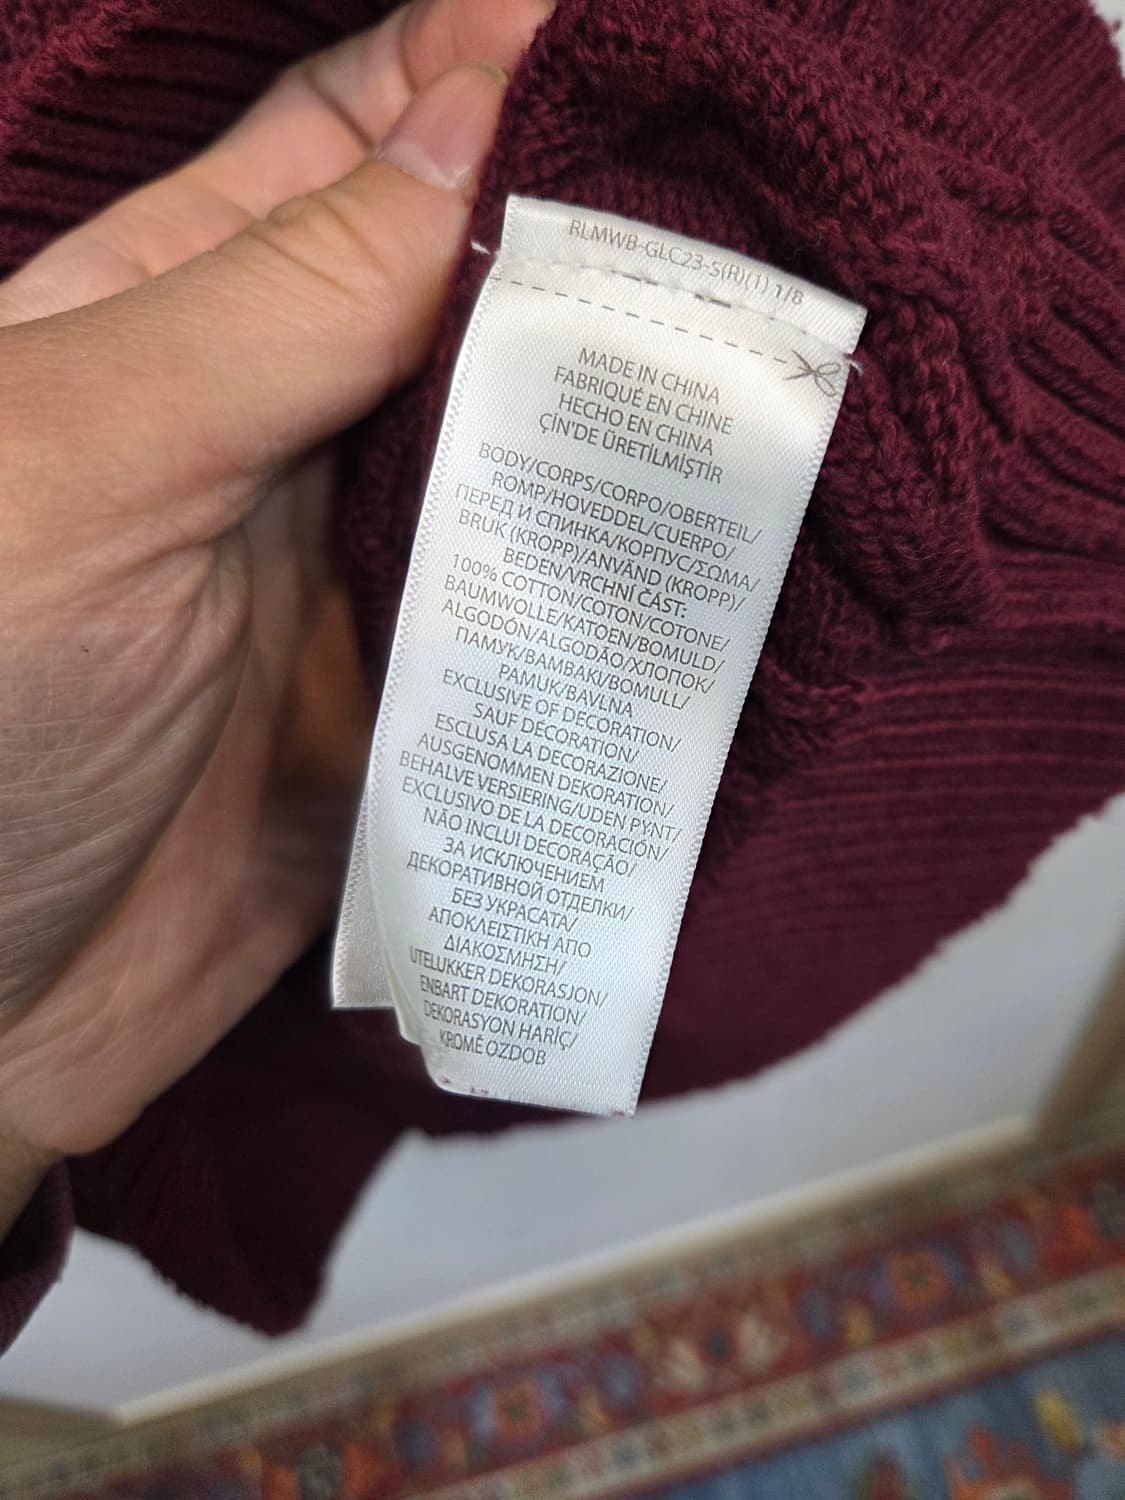 RLMWB-GLC23-S(R)(1) 1/8
MADE IN CHINA
FABRIQUÉ EN CHINE
HECHO EN CHINA
ÇİN'DE ÜRETİLMİŞTİR
BODY/CORPS/CORPO/OBERTEIL/
ROMP/HOVEDDEL/CUERPO/
ПЕРЕД И СПИНКА/КОРПУС/ΣΩΜΑ/
BRUK (KROPP)/ANVÄND (KROPP)/
BEDEN/VRCHNÍ ČÁST:
100% COTTON/COTON/COTONE/
BAUMWOLLE/KATOEN/BOMULD/
ALGODÓN/ALGODÃO/ХЛОПОК/
ПАМУК/ΒΑΜΒΑΚΙ/BOMULL/
PAMUK/BAVLNA
EXCLUSIVE OF DECORATION/
SAUF DÉCORATION/
ESCLUSA LA DECORAZIONE/
AUSGENOMMEN DEKORATION/
BEHALVE VERSIERING/UDEN PYNT/
EXCLUSIVO DE LA DECORACIÓN/
NÃO INCLUI DECORAÇÃO/
ЗА ИСКЛЮЧЕНИЕМ
ДЕКОРАТИВНОЙ ОТДЕЛКИ/
БЕЗ УКРАСАТА/
ΑΠΟΚΛΕΙΣΤΙΚΗ ΑΠΟ
ΔΙΑΚΟΣΜΗΣΗ/
UTELUKKER DEKORASJON/
ENBART DEKORATION/
DEKORASYON HARİÇ/
KROMĚ OZDOB